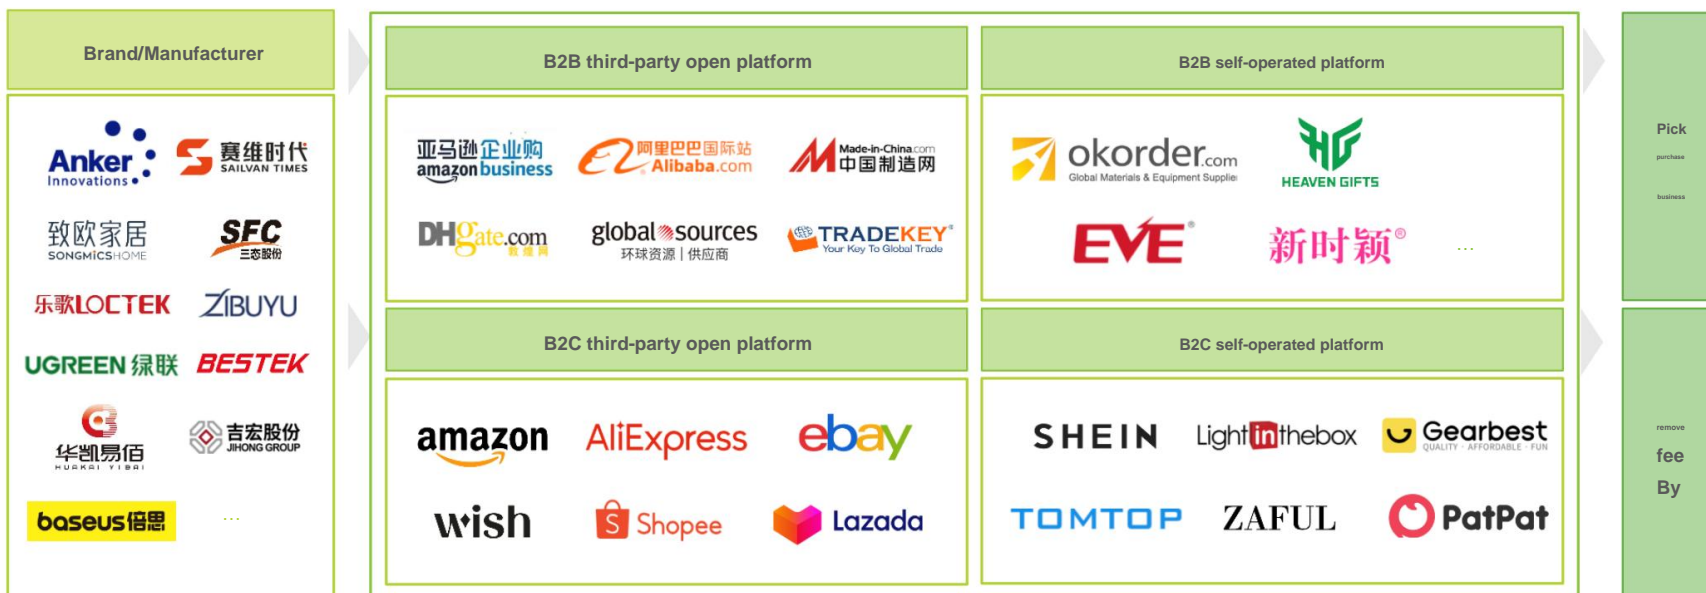 Brand/Manufacturer
Anker
Innovations
赛维时代
SAILVAN TIMES
致欧家居
SONGMICSHOME
SFC
三态股份
乐歌LOCTEK
ZIBUYU
UGREEN 绿联
BESTEK
华凯易佰
HUAKAI YIBAI
吉宏股份
JIHONG GROUP
baseus倍思
...
B2B third-party open platform
亚马逊企业购
amazon business
阿里巴巴国际站
Alibaba.com
Made-in-China.com
中国制造网
DHgate.com
敦煌网
global sources
环球资源 | 供应商
TRADEKEY®
Your Key To Global Trade
B2B self-operated platform
okorder.com
Global Materials & Equipment Supplie
HG
HEAVEN GIFTS
EVE®
新时颖®
...
B2C third-party open platform
amazon
AliExpress
ebay
wish
S Shopee
Lazada
B2C self-operated platform
SHEIN
Lightinthebox
Gearbest
QUALITY · AFFORDABLE · FUN
TOMTOP
ZAFUL
PatPat
Pick
purchase
business
remove
fee
By